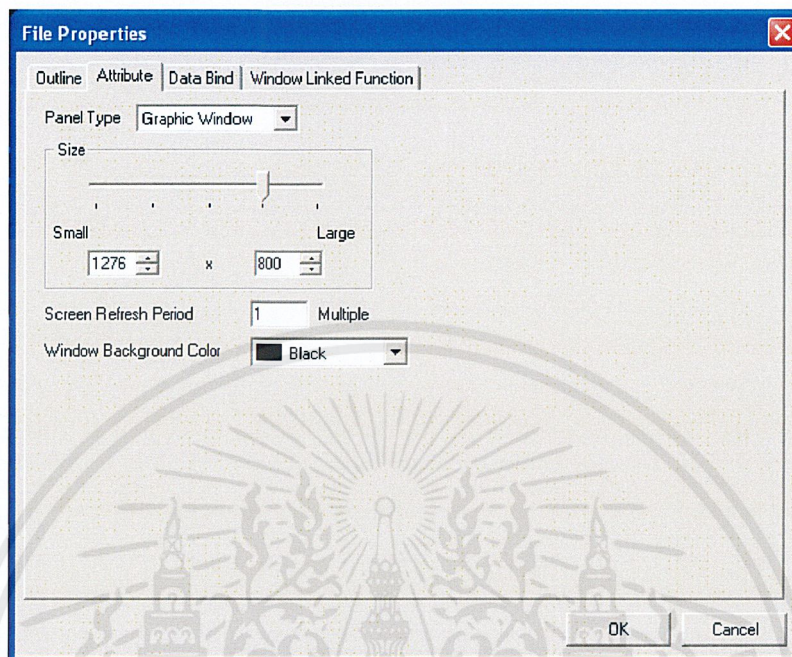 File Properties
Outline Attribute Data Bind Window Linked Function
Panel Type Graphic Window
Size
Small Large
1276 x 800
Screen Refresh Period 1 Multiple
Window Background Color Black
OK Cancel